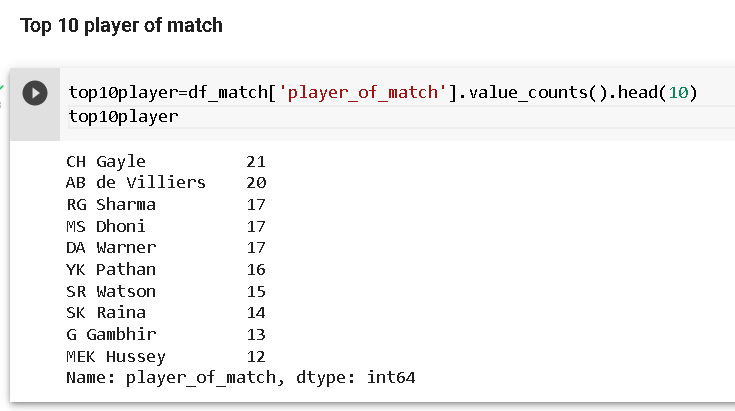 Top 10 player of match
top10player=df_match['player_of_match'].value_counts().head(10)
top10player
CH Gayle 21
AB de Villiers 20
RG Sharma 17
MS Dhoni 17
DA Warner 17
YK Pathan 16
SR Watson 15
SK Raina 14
G Gambhir 13
MEK Hussey 12
Name: player_of_match, dtype: int64